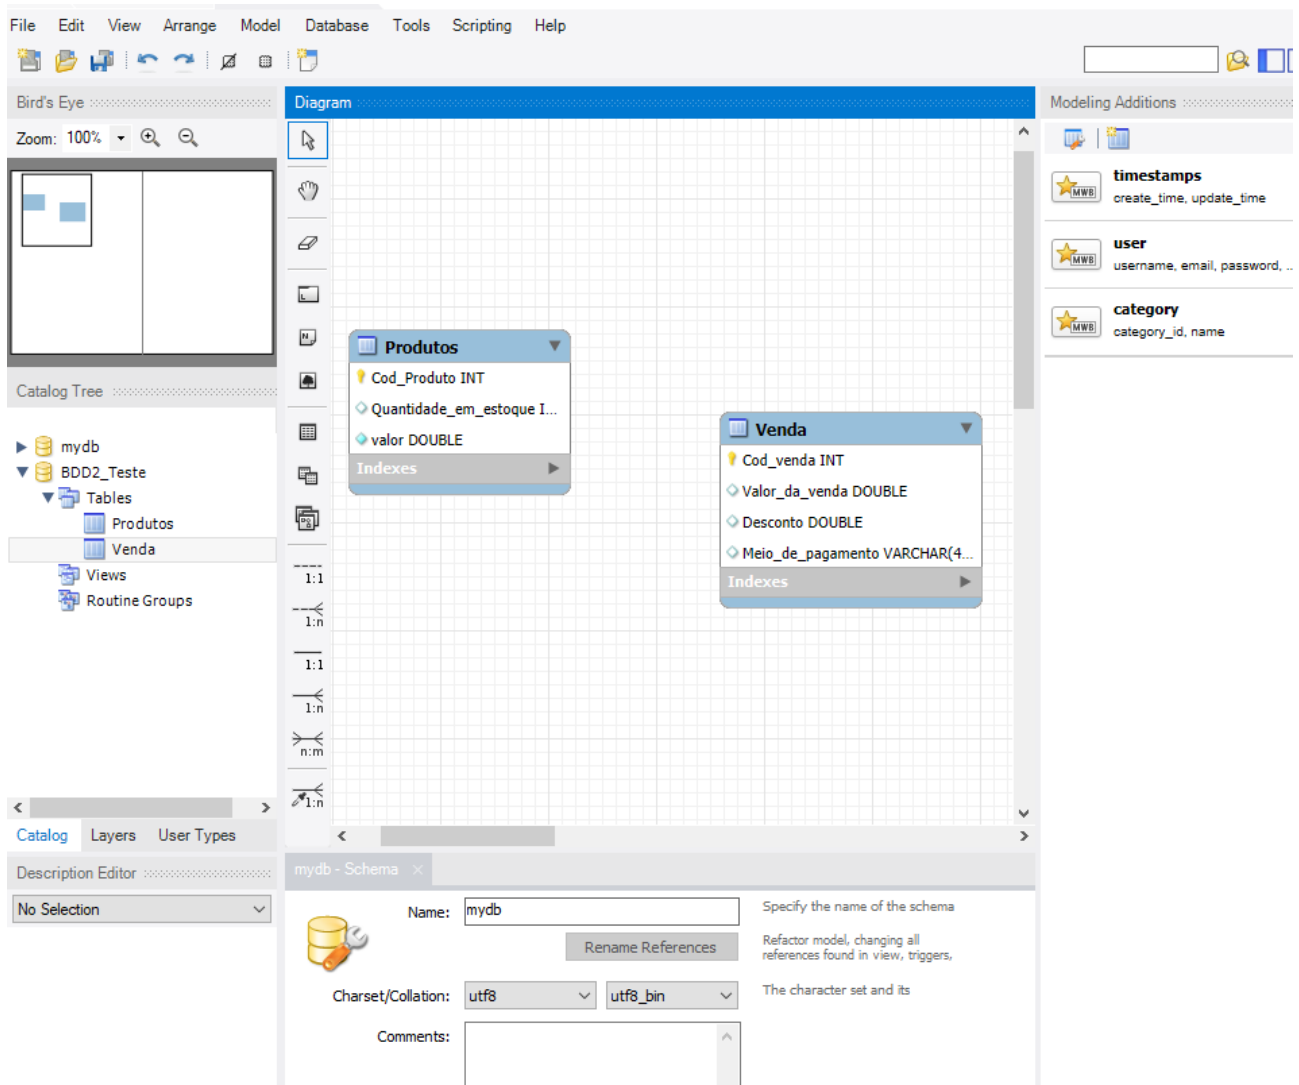 File Edit View Arrange Model Database Tools Scripting Help
Bird's Eye
Zoom: 100%
Catalog Tree
mydb
BDD2_Teste
Tables
Produtos
Venda
Views
Routine Groups
Catalog Layers User Types
Description Editor
No Selection
Diagram
1:1
1:n
1:1
1:n
n:m
1:n
Produtos
Cod_Produto INT
Quantidade_em_estoque I...
valor DOUBLE
Indexes
Venda
Cod_venda INT
Valor_da_venda DOUBLE
Desconto DOUBLE
Meio_de_pagamento VARCHAR(4...
Indexes
mydb - Schema
Name: mydb
Specify the name of the schema
Rename References
Refactor model, changing all
references found in view, triggers,
Charset/Collation: utf8 utf8_bin
The character set and its
Comments:
Modeling Additions
MWB
timestamps
create_time, update_time
MWB
user
username, email, password, ..
MWB
category
category_id, name